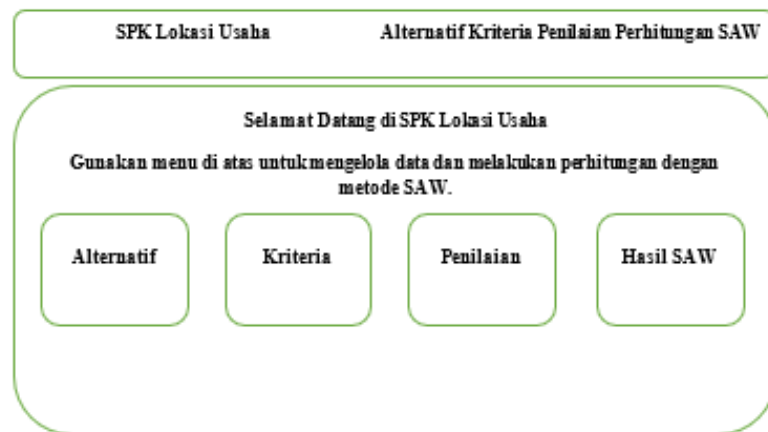 SPK Lokasi Usaha Alternatif Kriteria Penilaian Perhitungan SAW
Selamat Datang di SPK Lokasi Usaha
Gunakan menu di atas untuk mengelola data dan melakukan perhitungan dengan
metode SAW.
Alternatif Kriteria Penilaian Hasil SAW